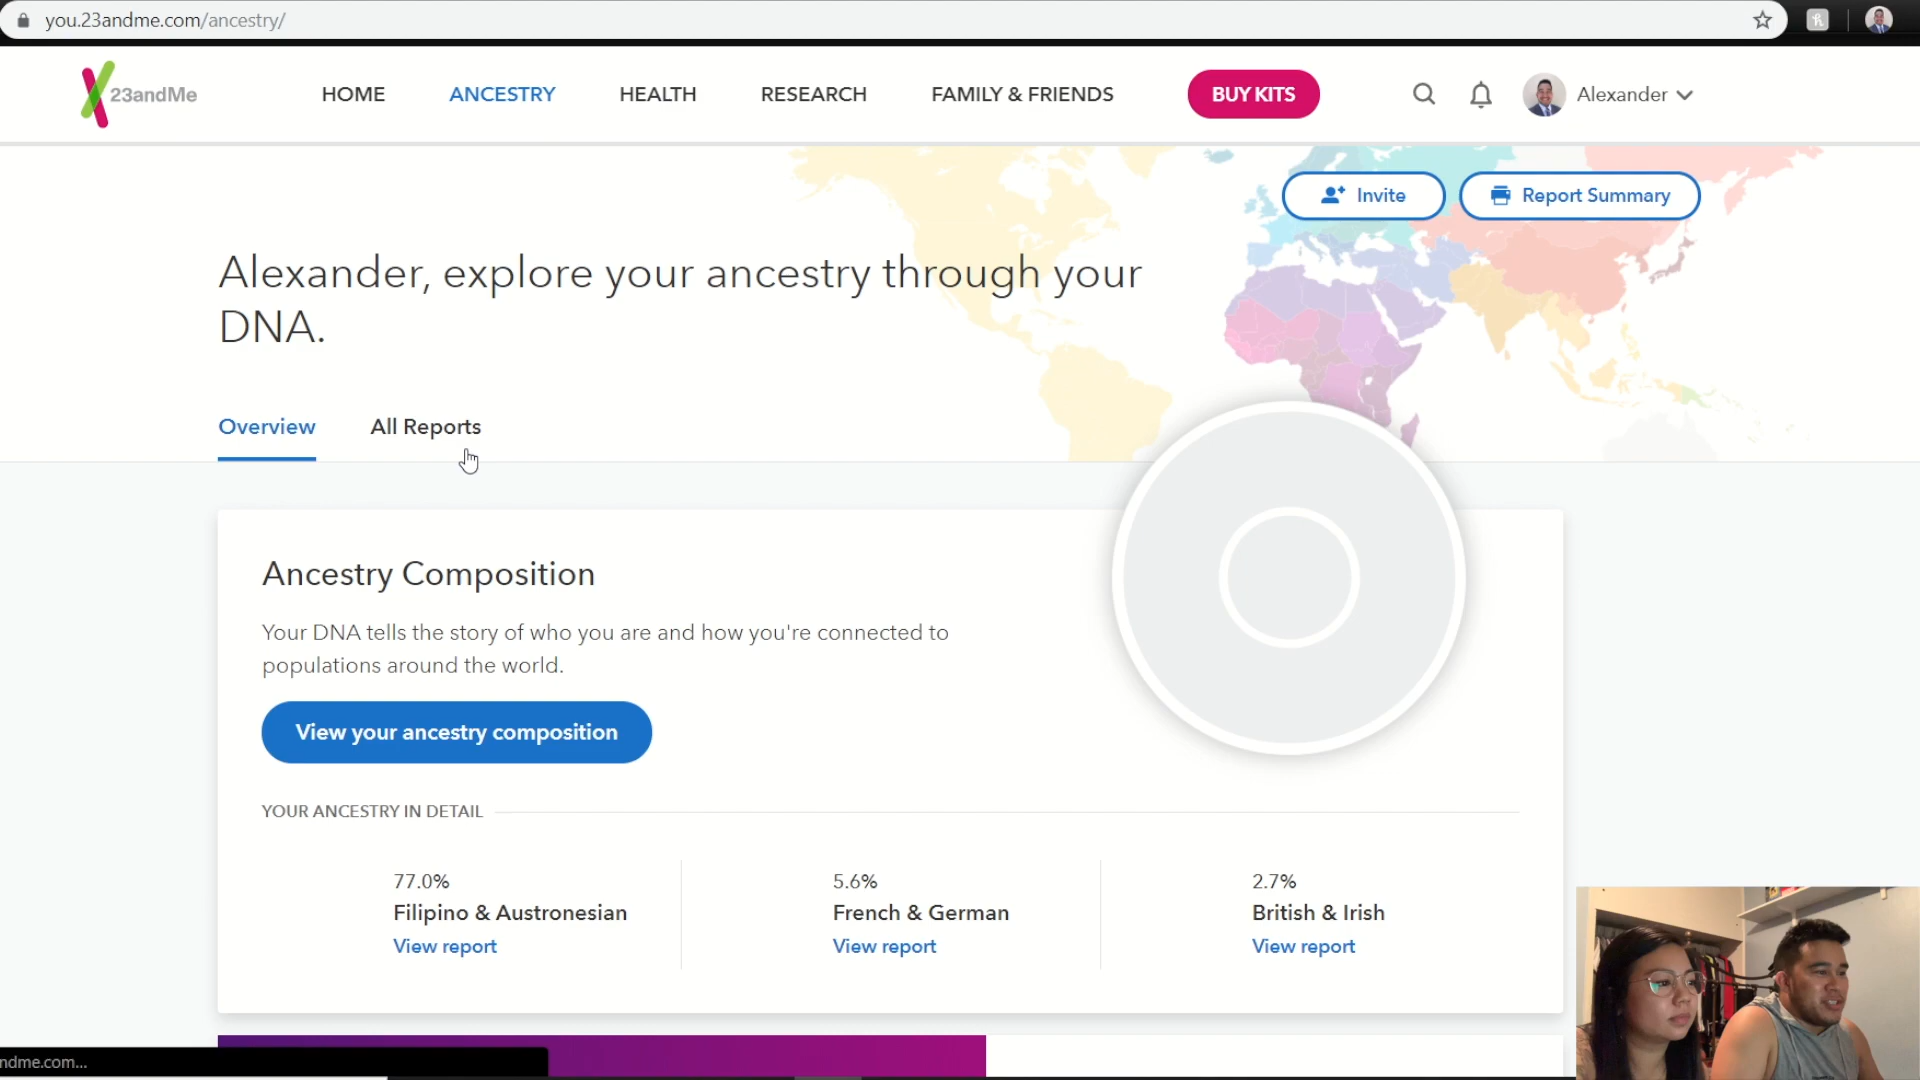 you.23andme.com/ancestry/
23andMe
HOME
ANCESTRY
HEALTH
RESEARCH
FAMILY & FRIENDS
BUY KITS
Alexander
Invite
Report Summary
Alexander, explore your ancestry through your
DNA.
Overview
All Reports
Ancestry Composition
Your DNA tells the story of who you are and how you're connected to
populations around the world.
View your ancestry composition
YOUR ANCESTRY IN DETAIL
77.0%
Filipino & Austronesian
View report
5.6%
French & German
View report
2.7%
British & Irish
View report
ndme.com...